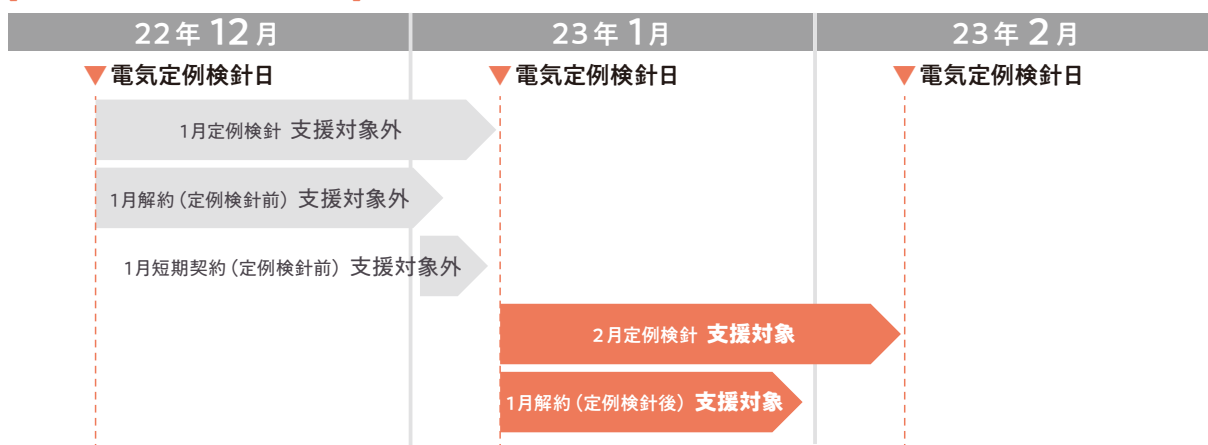 22年12月
23年1月
23年2月
電気定例検針日
電気定例検針日
電気定例検針日
1月定例検針 支援対象外
1月解約(定例検針前) 支援対象外
1月短期契約(定例検針前) 支援対象外
2月定例検針 支援対象
1月解約(定例検針後) 支援対象